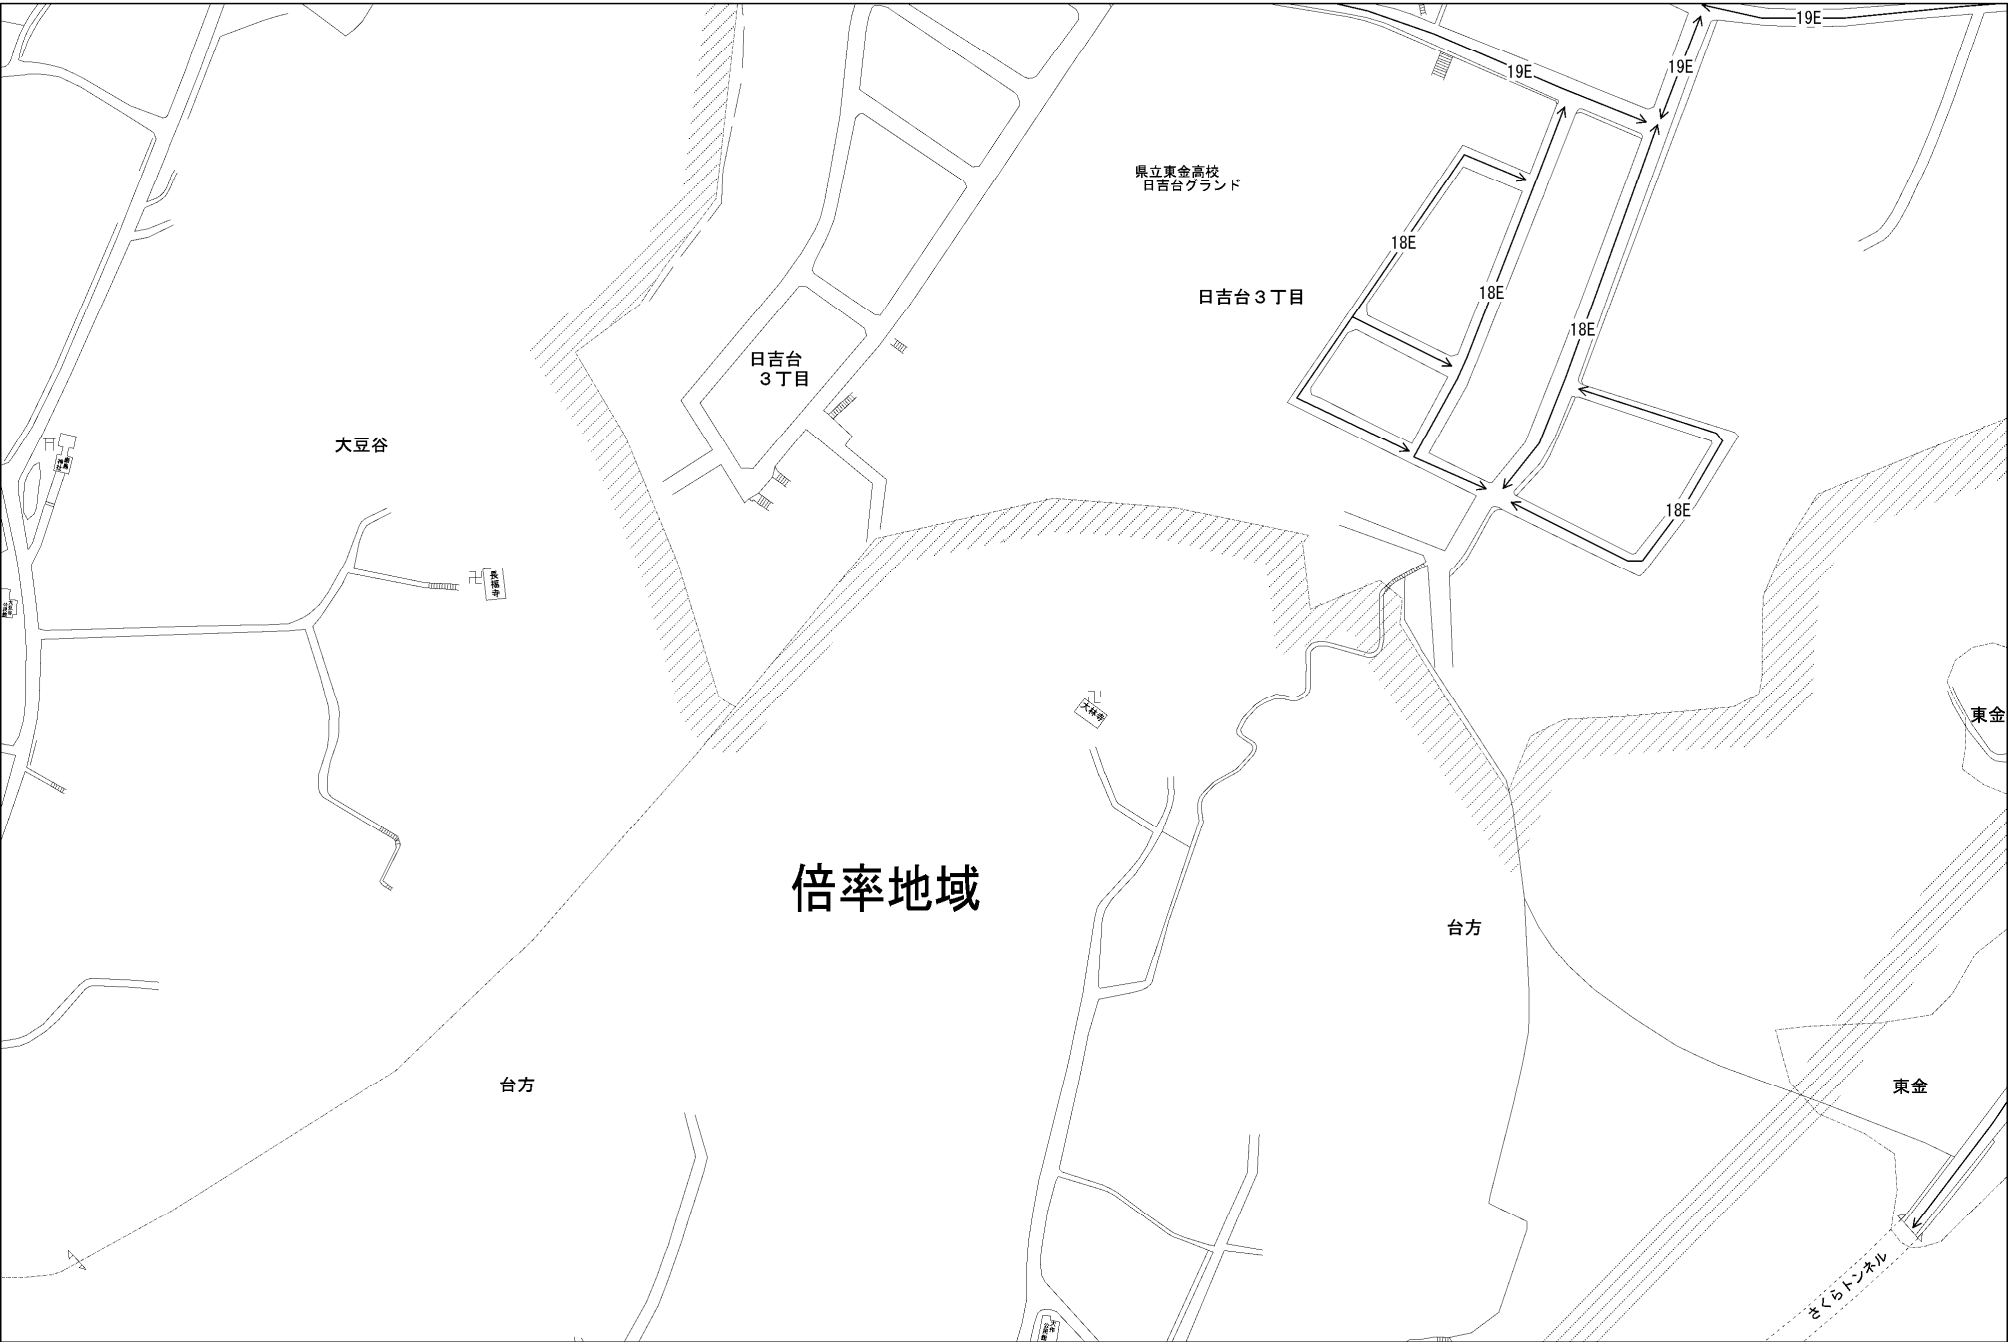 19E
19E
19E
県立東金高校
日吉台グランド
18E
18E
日吉台3丁目
18E
日吉台
3丁目
大豆谷
18E
長福寺
大林寺
東金
倍率地域
台方
台方
東金
さくらトンネル